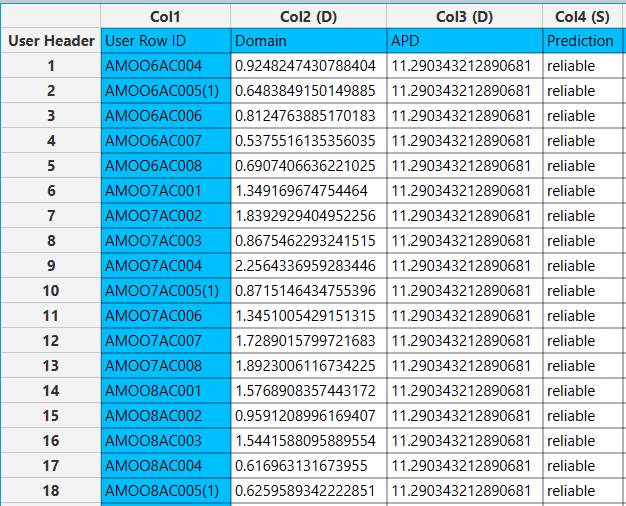 Col1 Col2 (D) Col3 (D) Col4 (S)
User Header User Row ID Domain APD Prediction
1 AMOO6AC004 0.9248247430788404 11.290343212890681 reliable
2 AMOO6AC005(1) 0.6483849150149885 11.290343212890681 reliable
3 AMOO6AC006 0.8124763885170183 11.290343212890681 reliable
4 AMOO6AC007 0.5375516135356035 11.290343212890681 reliable
5 AMOO6AC008 0.6907406636221025 11.290343212890681 reliable
6 AMOO7AC001 1.349169674754464 11.290343212890681 reliable
7 AMOO7AC002 1.8392929404952256 11.290343212890681 reliable
8 AMOO7AC003 0.8675462293241515 11.290343212890681 reliable
9 AMOO7AC004 2.2564336959283446 11.290343212890681 reliable
10 AMOO7AC005(1) 0.8715146434755396 11.290343212890681 reliable
11 AMOO7AC006 1.3451005429151315 11.290343212890681 reliable
12 AMOO7AC007 1.7289015799721683 11.290343212890681 reliable
13 AMOO7AC008 1.8923006116734225 11.290343212890681 reliable
14 AMOO8AC001 1.5768908357443172 11.290343212890681 reliable
15 AMOO8AC002 0.9591208996169407 11.290343212890681 reliable
16 AMOO8AC003 1.5441588095889554 11.290343212890681 reliable
17 AMOO8AC004 0.616963131673955 11.290343212890681 reliable
18 AMOO8AC005(1) 0.6259589342222851 11.290343212890681 reliable